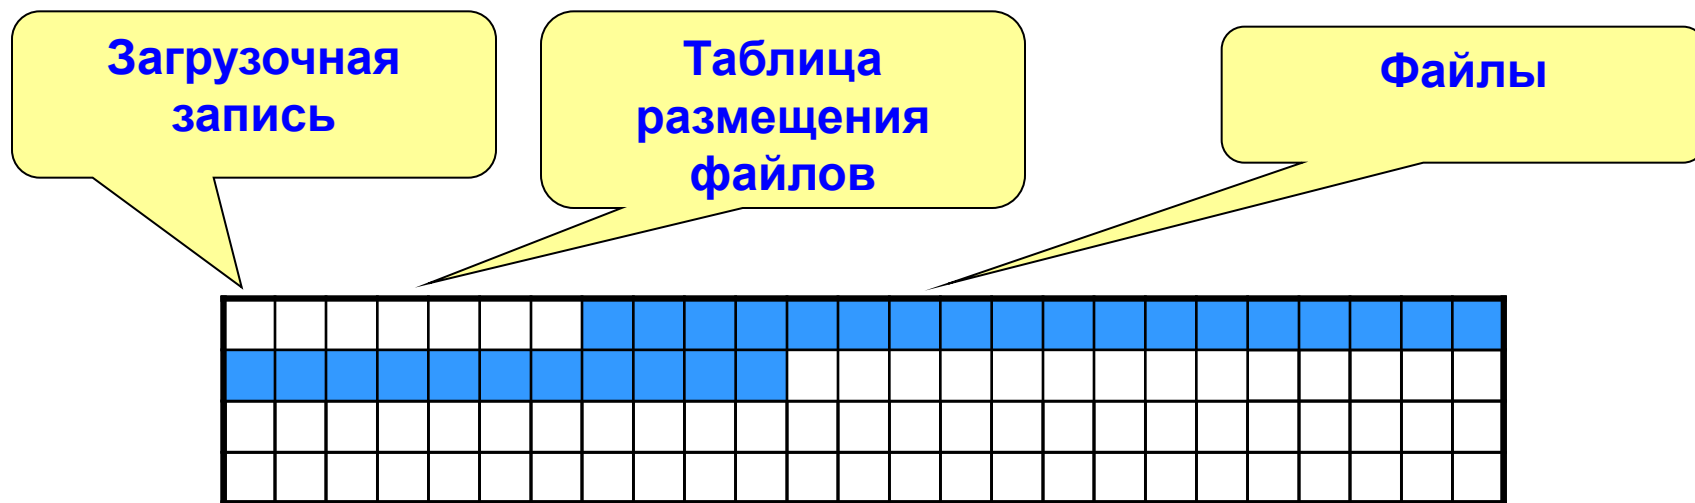 Загрузочная
запись
Таблица
размещения
файлов
Файлы